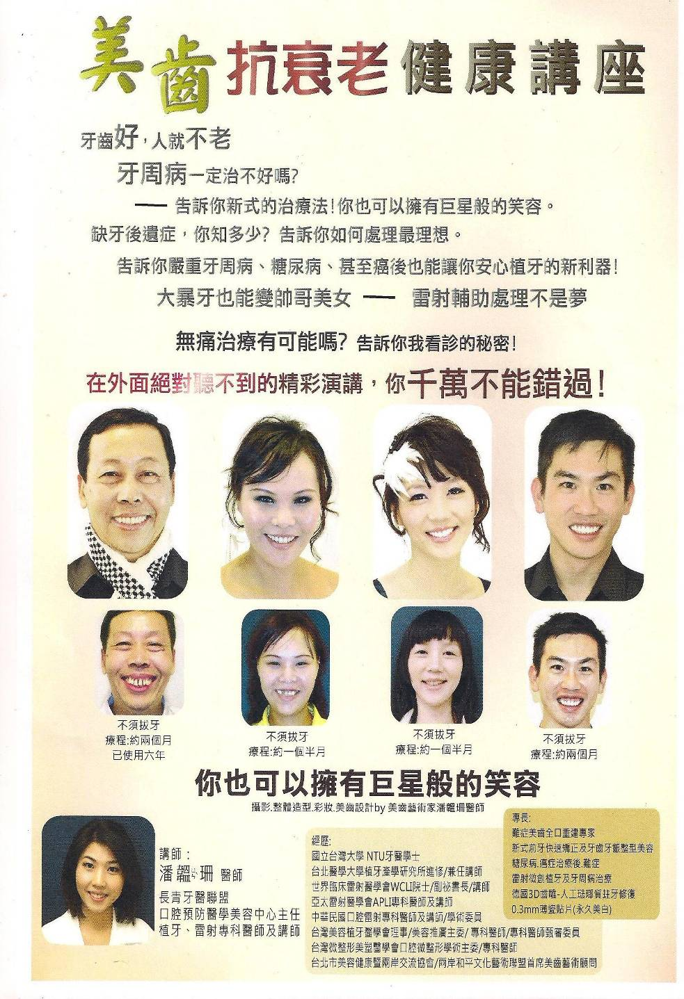 美齒抗衰老健康講座
牙齒好，人就不老
牙周病一定治不好嗎?
── 告訴你新式的治療法!你也可以擁有巨星般的笑容。
缺牙後遺症，你知多少? 告訴你如何處理最理想。
告訴你嚴重牙周病、糖尿病、甚至癌後也能讓你安心植牙的新利器!
大暴牙也能變帥哥美女 ── 雷射輔助處理不是夢
無痛治療有可能嗎? 告訴你我看診的秘密!
在外面絕對聽不到的精彩演講，你千萬不能錯過!
不須拔牙
療程:約兩個月
已使用六年
不須拔牙
療程:約一個半月
不須拔牙
療程:約一個半月
不須拔牙
療程:約兩個月
你也可以擁有巨星般的笑容
攝影.整體造型.彩妝.美齒設計by 美齒藝術家潘韞珊醫師
講師：
潘韞ㄩㄣˋ珊 醫師
長青牙醫聯盟
口腔預防醫學美容中心主任
植牙、雷射專科醫師及講師
經歷:
國立台灣大學 NTU牙醫學士
台北醫學大學植牙產學研究所進修/兼任講師
世界臨床雷射醫學會WCLI院士/副祕書長/講師
亞太雷射醫學會APLI專科醫師及講師
中華民國口腔雷射專科醫師及講師/學術委員
台灣美容植牙醫學會理事/美容推廣主委/ 專科醫師/專科醫師甄審委員
台灣微整形美塑醫學會口腔微整形學術主委/專科醫師
台北市美容健康暨兩岸交流協會/兩岸和平文化藝術聯盟首席美齒藝術顧問
專長:
難症美齒全口重建專家
新式前牙快速矯正及牙齒牙齦整型美容
糖尿病.癌症治療後.難症
雷射微創植牙及牙周病治療
德國3D齒雕-人工琺瑯質蛀牙修復
0.3mm薄瓷貼片(永久美白)